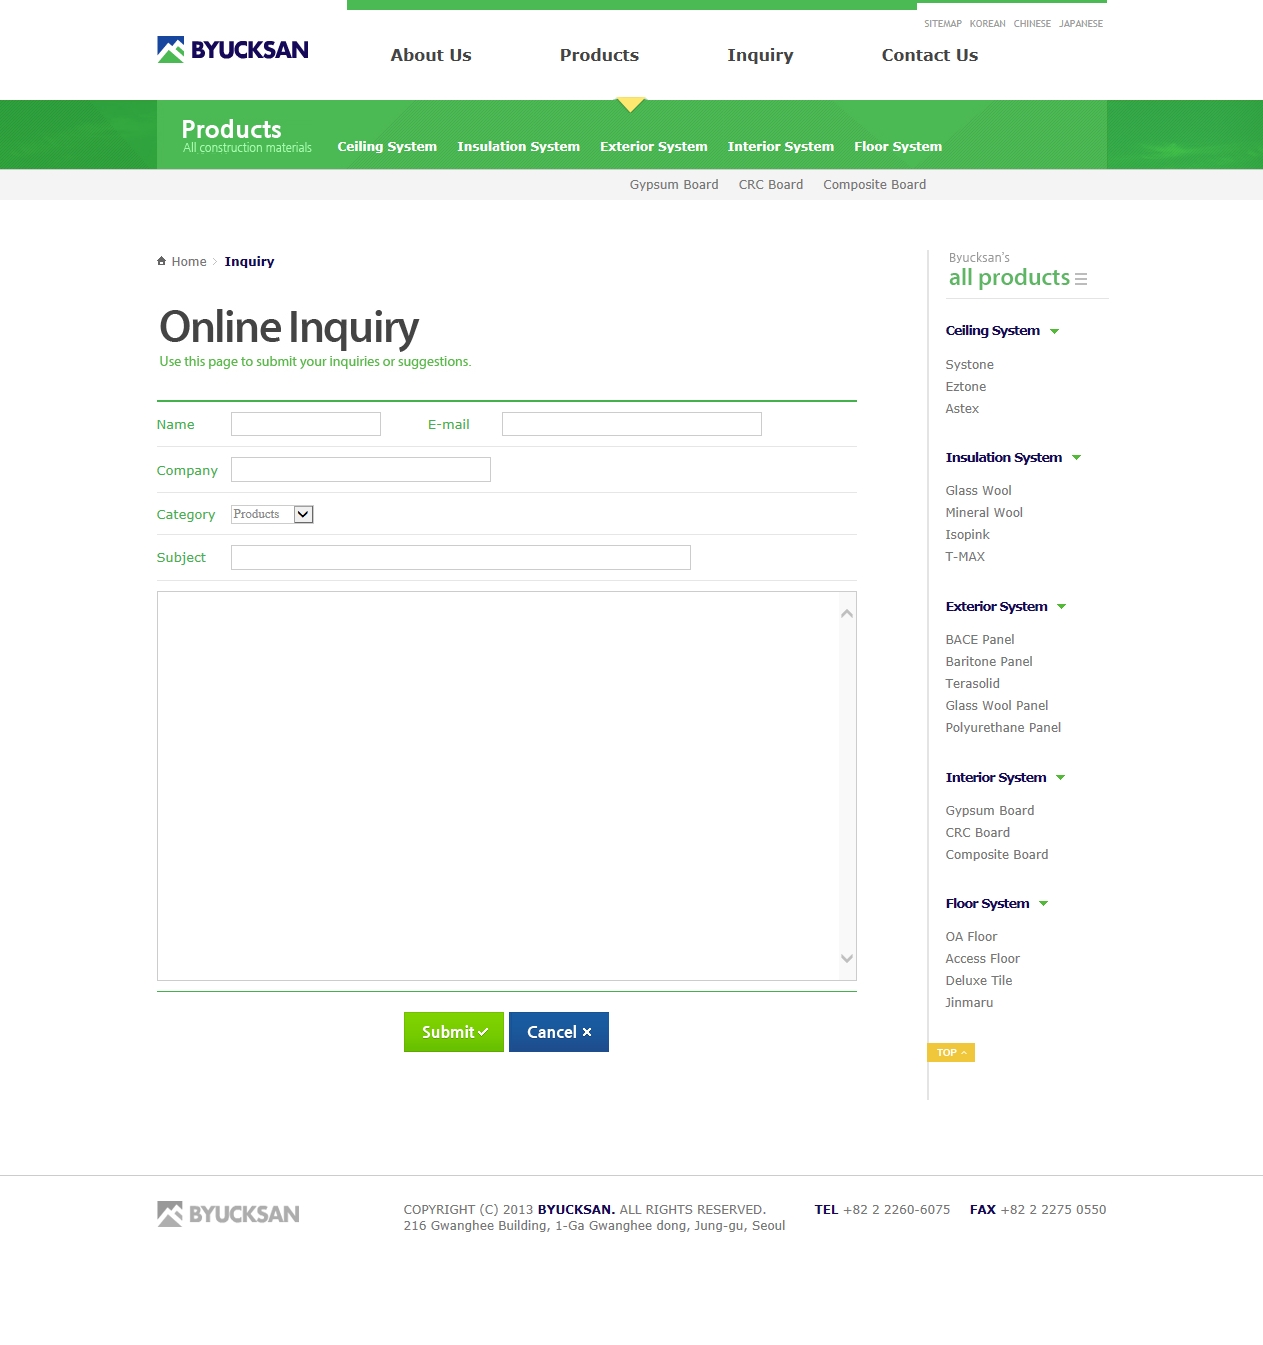 SITEMAP KOREAN CHINESE JAPANESE
BYUCKSAN
About Us Products Inquiry Contact Us
Products
All construction materials
Ceiling System Insulation System Exterior System Interior System Floor System
Gypsum Board CRC Board Composite Board
Home > Inquiry
Online Inquiry
Use this page to submit your inquiries or suggestions.
Name E-mail
Company
Category Products
Subject
Submit Cancel
Byucksan's
all products
Ceiling System
Systone
Eztone
Astex
Insulation System
Glass Wool
Mineral Wool
Isopink
T-MAX
Exterior System
BACE Panel
Baritone Panel
Terasolid
Glass Wool Panel
Polyurethane Panel
Interior System
Gypsum Board
CRC Board
Composite Board
Floor System
OA Floor
Access Floor
Deluxe Tile
Jinmaru
TOP
BYUCKSAN
COPYRIGHT (C) 2013 BYUCKSAN. ALL RIGHTS RESERVED.
216 Gwanghee Building, 1-Ga Gwanghee dong, Jung-gu, Seoul
TEL +82 2 2260-6075 FAX +82 2 2275 0550